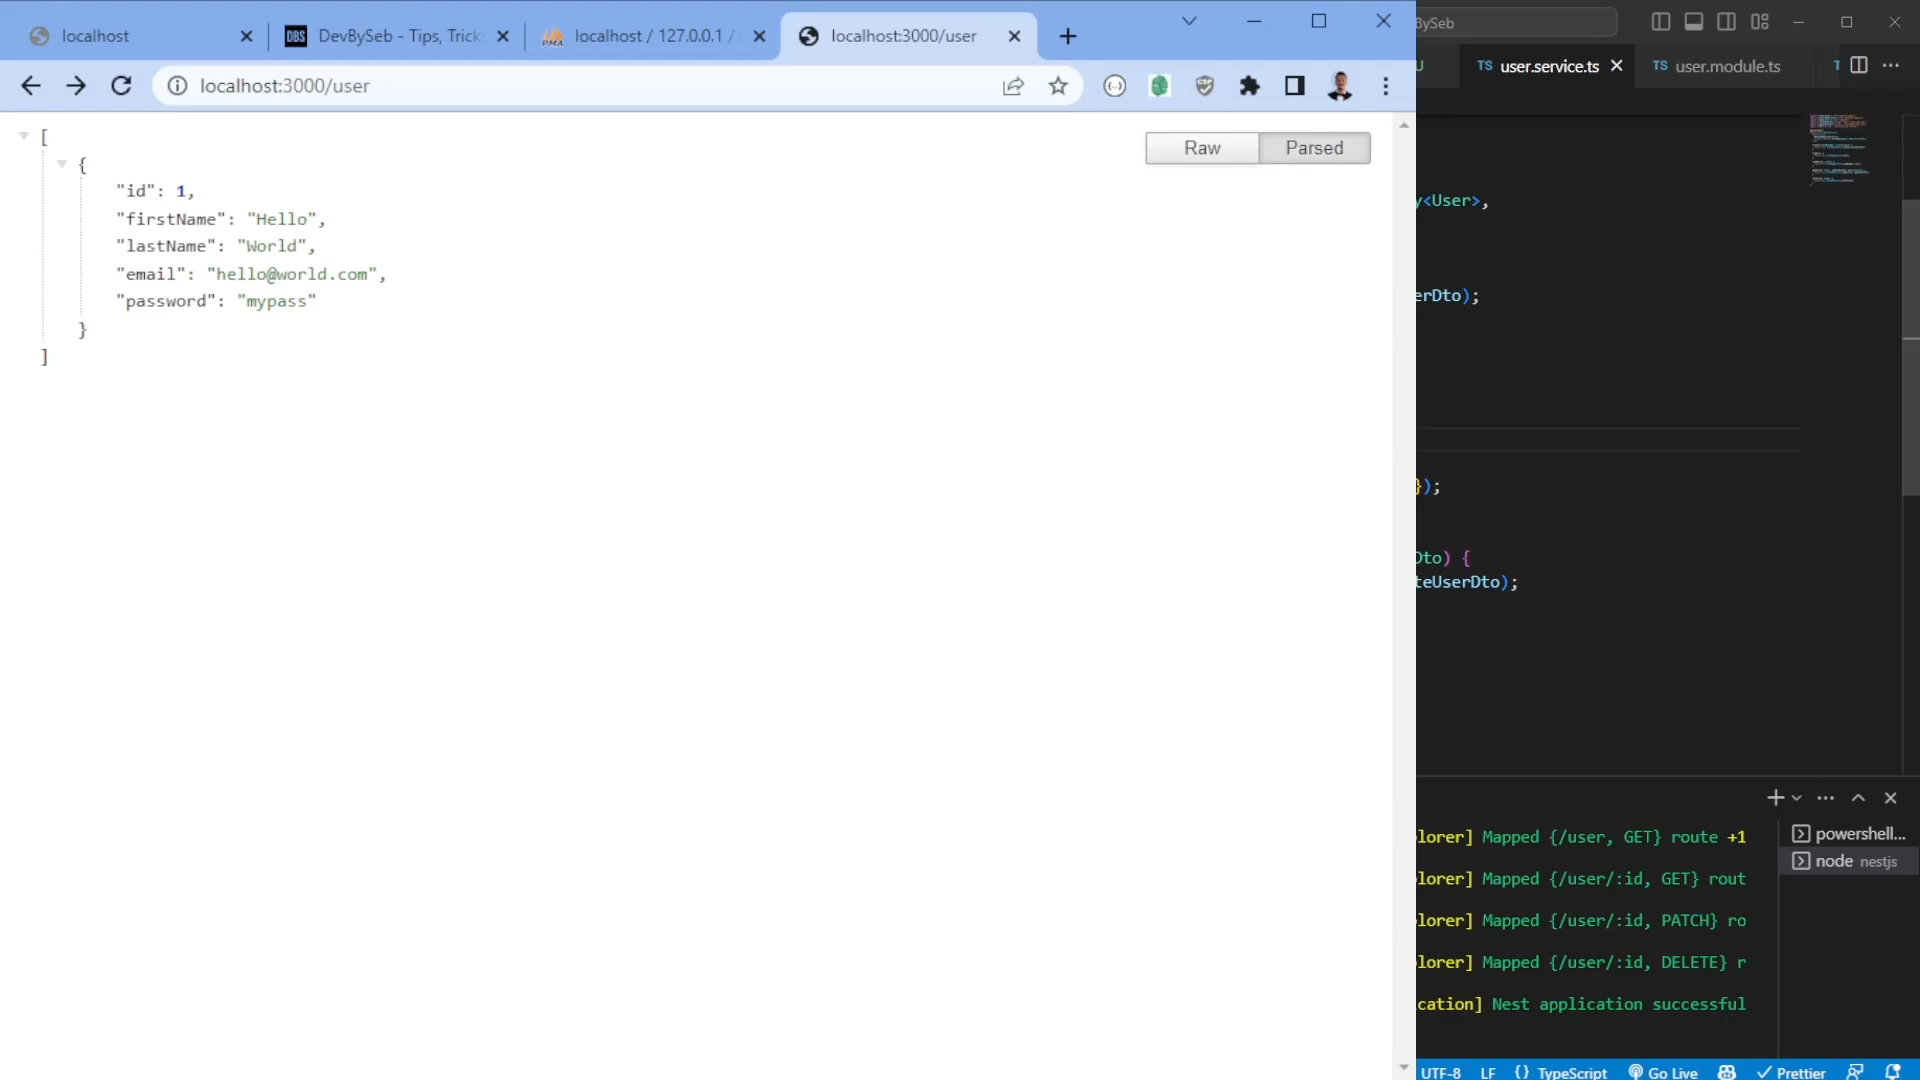 localhost
DBS DevBySeb - Tips, Trick
PMA localhost / 127.0.0.1 /
localhost:3000/user
localhost:3000/user
Raw Parsed
[
{
"id": 1,
"firstName": "Hello",
"lastName": "World",
"email": "hello@world.com",
"password": "mypass"
}
]
BySeb
U TS user.service.ts TS user.module.ts T
y<User>,
erDto);
});
Dto) {
teUserDto);
lorer] Mapped {/user, GET} route +1
lorer] Mapped {/user/:id, GET} rout
lorer] Mapped {/user/:id, PATCH} ro
lorer] Mapped {/user/:id, DELETE} r
cation] Nest application successful
powershell...
node nestjs
UTF-8 LF {} TypeScript Go Live Prettier